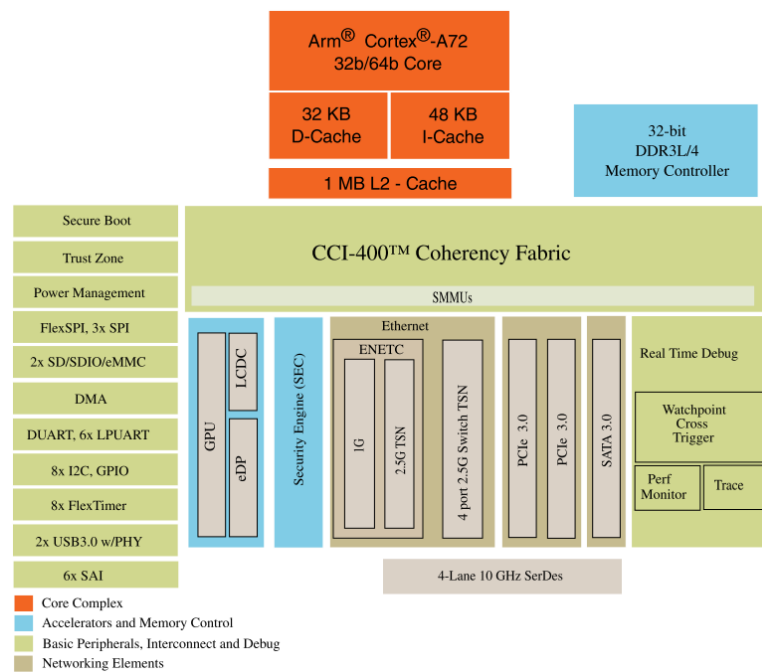 Arm® Cortex®-A72
32b/64b Core
32 KB
D-Cache
48 KB
I-Cache
1 MB L2 - Cache
32-bit
DDR3L/4
Memory Controller
Secure Boot
Trust Zone
Power Management
FlexSPI, 3x SPI
2x SD/SDIO/eMMC
DMA
DUART, 6x LPUART
8x I2C, GPIO
8x FlexTimer
2x USB3.0 w/PHY
6x SAI
CCI-400™ Coherency Fabric
SMMUs
GPU
LCDC
eDP
Security Engine (SEC)
Ethernet
ENETC
1G
2.5G TSN
4 port 2.5G Switch TSN
PCIe 3.0
PCIe 3.0
SATA 3.0
Real Time Debug
Watchpoint
Cross
Trigger
Perf
Monitor
Trace
4-Lane 10 GHz SerDes
Core Complex
Accelerators and Memory Control
Basic Peripherals, Interconnect and Debug
Networking Elements